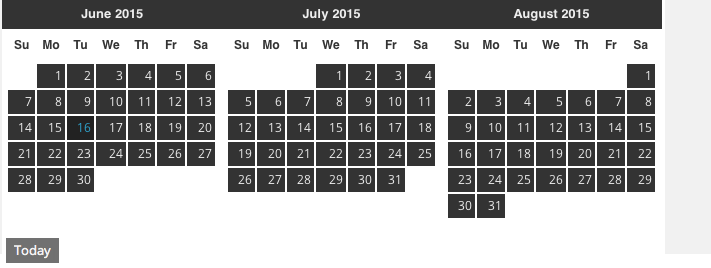 June 2015 July 2015 August 2015
Su Mo Tu We Th Fr Sa Su Mo Tu We Th Fr Sa Su Mo Tu We Th Fr Sa
1 2 3 4 5 6 1 2 3 4 1
7 8 9 10 11 12 13 5 6 7 8 9 10 11 2 3 4 5 6 7 8
14 15 16 17 18 19 20 12 13 14 15 16 17 18 9 10 11 12 13 14 15
21 22 23 24 25 26 27 19 20 21 22 23 24 25 16 17 18 19 20 21 22
28 29 30 26 27 28 29 30 31 23 24 25 26 27 28 29
30 31
Today